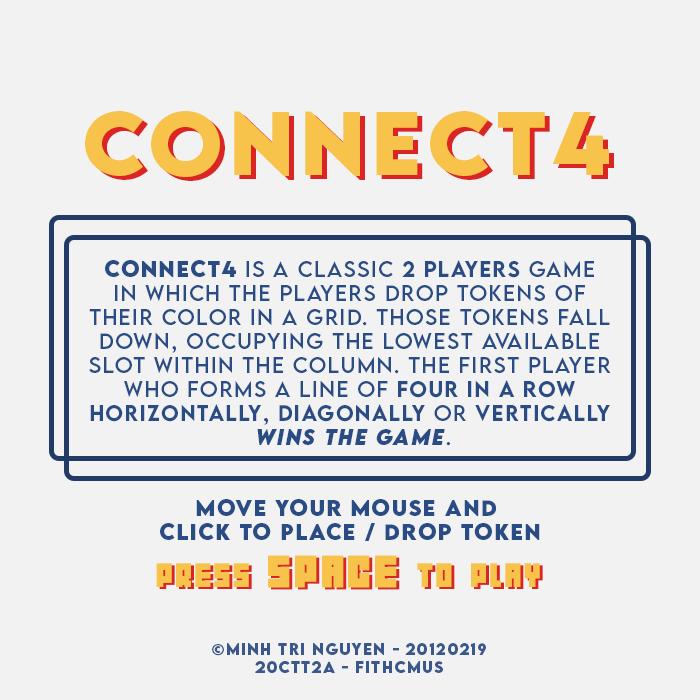 CONNECT4
CONNECT4 IS A CLASSIC 2 PLAYERS GAME
IN WHICH THE PLAYERS DROP TOKENS OF
THEIR COLOR IN A GRID. THOSE TOKENS FALL
DOWN, OCCUPYING THE LOWEST AVAILABLE
SLOT WITHIN THE COLUMN. THE FIRST PLAYER
WHO FORMS A LINE OF FOUR IN A ROW
HORIZONTALLY, DIAGONALLY OR VERTICALLY
WINS THE GAME.
MOVE YOUR MOUSE AND
CLICK TO PLACE / DROP TOKEN
PRESS SPACE TO PLAY
©MINH TRI NGUYEN - 20120219
20CTT2A - FITHCMUS